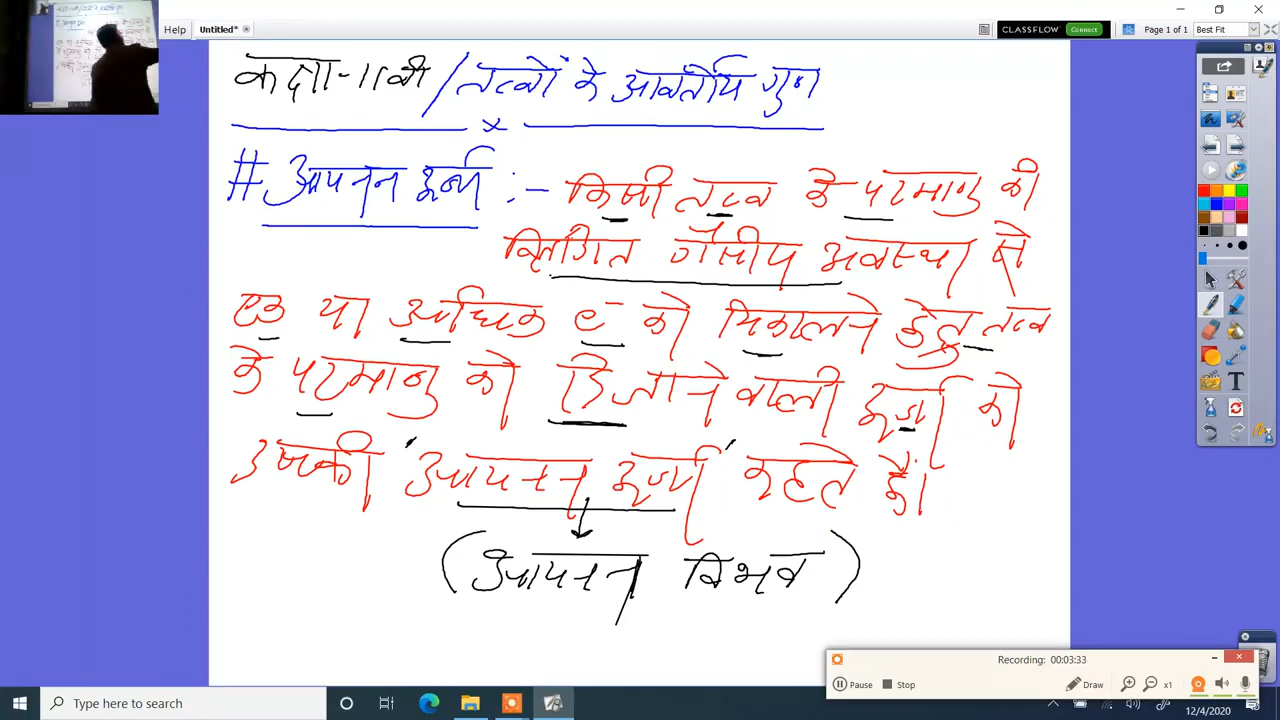 Help Untitled*
CLASSFLOW Connect Page 1 of 1 Best Fit
कक्षा-11वी / तत्वों के आवर्तीय गुण
# आयनन ऊर्जा :- किसी तत्व के परमाणु की
विलगित गैसीय अवस्था से
एक या अधिक e⁻ को निकालने हेतु तत्व
के परमाणु को दि जाने वाली ऊर्जा को
उसकी 'आयनन ऊर्जा' कहते हैं।
(आयनन विभव)
Recording: 00:03:33
Pause Stop Draw x1
Type here to search
12/4/2020